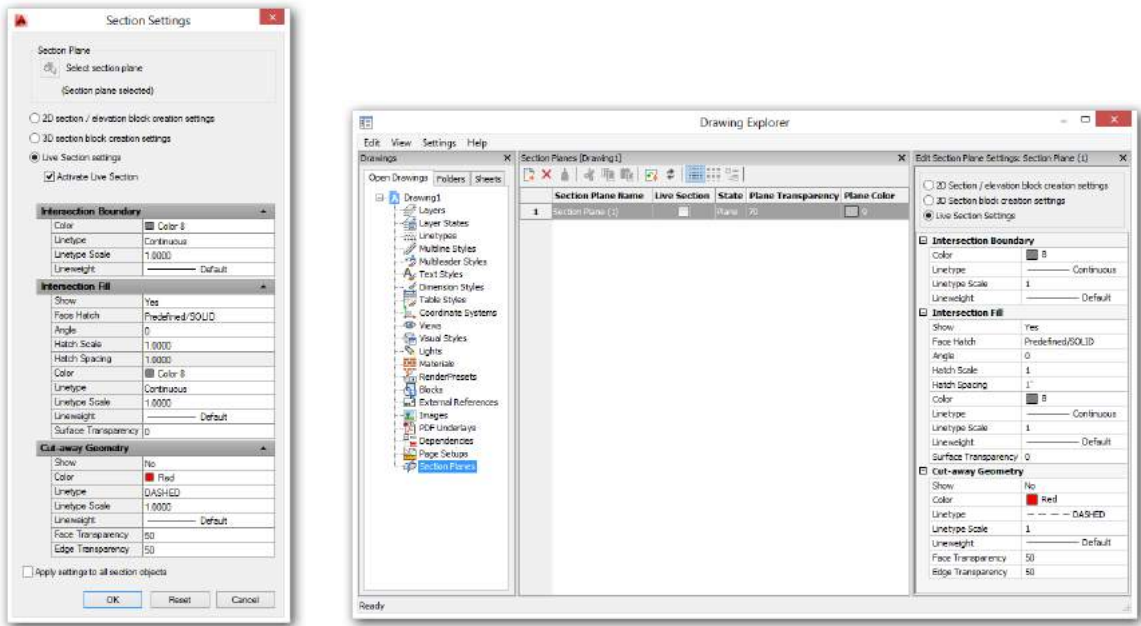 Section Settings
Section Plane
Select section plane
(Section plane selected)
2D section / elevation block creation settings
3D section block creation settings
Live Section settings
Activate Live Section
Intersection Boundary
Color Color 8
Linetype Continuous
Linetype Scale 1.0000
Lineweight Default
Intersection Fill
Show Yes
Face Hatch Predefined/SOLID
Angle 0
Hatch Scale 1.0000
Hatch Spacing 1.0000
Color Color 8
Linetype Continuous
Linetype Scale 1.0000
Lineweight Default
Surface Transparency 0
Cut-away Geometry
Show No
Color Red
Linetype DASHED
Linetype Scale 1.0000
Lineweight Default
Face Transparency 50
Edge Transparency 50
Apply settings to all section objects
OK Reset Cancel
Drawing Explorer
Edit View Settings Help
Drawings
Open Drawings Folders Sheets
Drawing1
Layers
Layer States
Linetypes
Multiline Styles
Multileader Styles
Text Styles
Dimension Styles
Table Styles
Coordinate Systems
Views
Visual Styles
Lights
Materials
RenderPresets
Blocks
External References
Images
PDF Underlays
Dependencies
Page Setups
Section Planes
Section Planes [Drawing1]
Section Plane Name Live Section State Plane Transparency Plane Color
1 Section Plane (1) Plane 70 9
Edit Section Plane Settings: Section Plane (1)
2D Section / elevation block creation settings
3D Section block creation settings
Live Section Settings
Intersection Boundary
Color 8
Linetype Continuous
Linetype Scale 1
Lineweight Default
Intersection Fill
Show Yes
Face Hatch Predefined/SOLID
Angle 0
Hatch Scale 1
Hatch Spacing 1"
Color 8
Linetype Continuous
Linetype Scale 1
Lineweight Default
Surface Transparency 0
Cut-away Geometry
Show No
Color Red
Linetype DASHED
Linetype Scale 1
Lineweight Default
Face Transparency 50
Edge Transparency 50
Ready